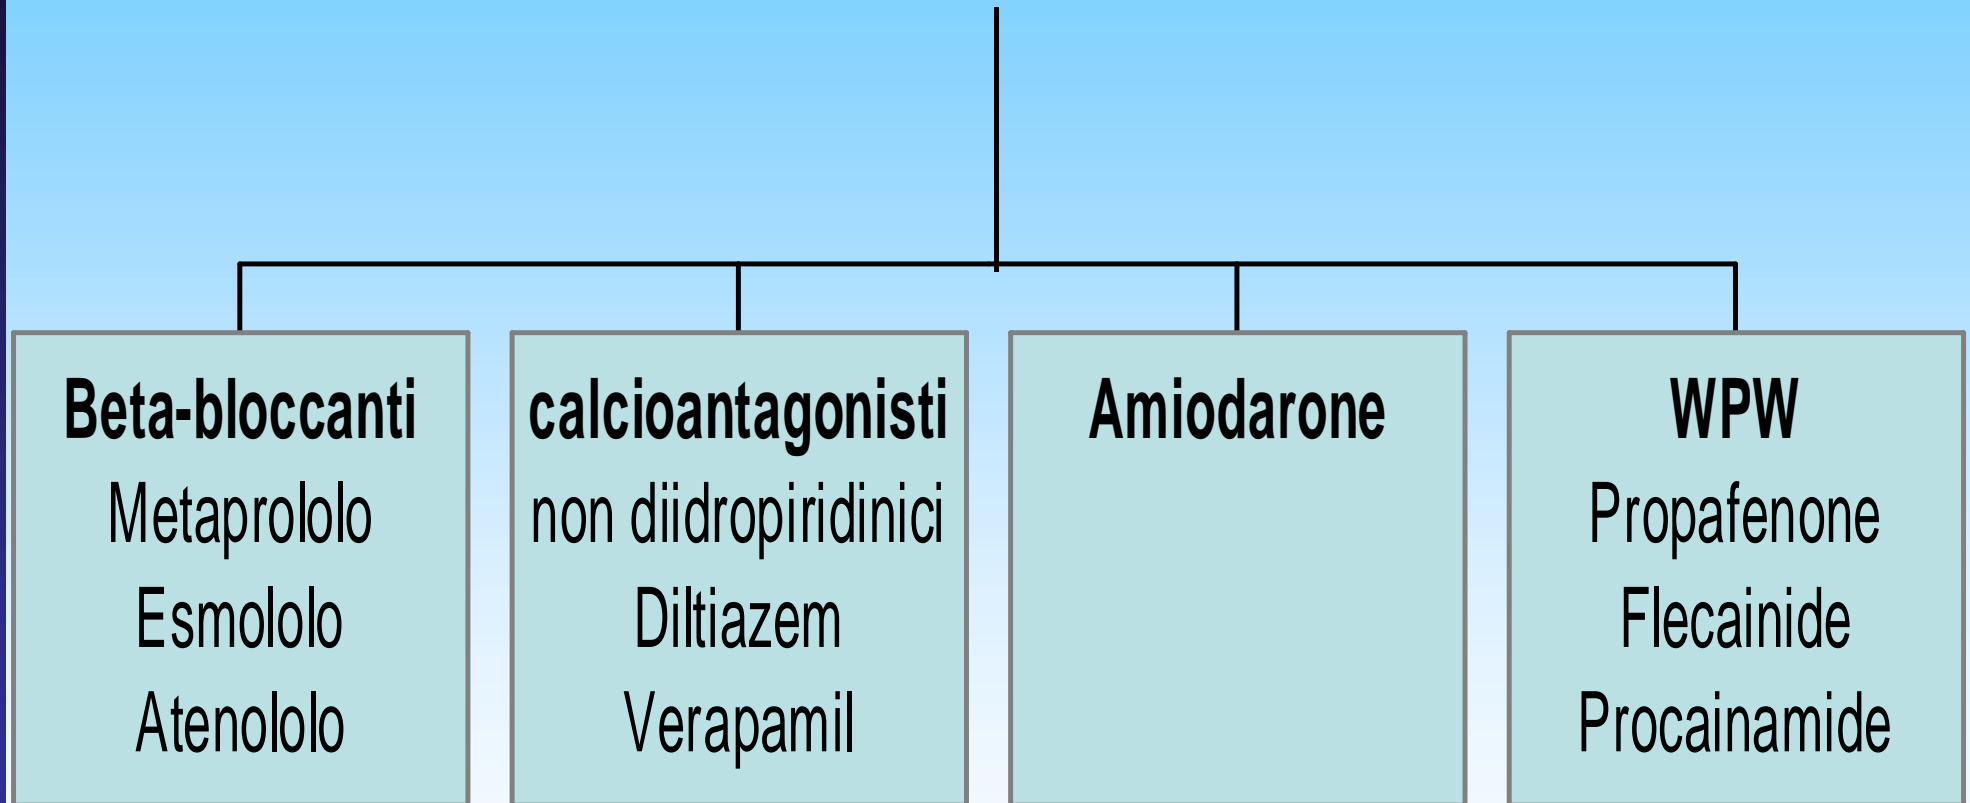 Beta-bloccanti
Metaprololo
Esmololo
Atenololo
calcioantagonisti
non diidropiridinici
Diltiazem
Verapamil
Amiodarone
WPW
Propafenone
Flecainide
Procainamide